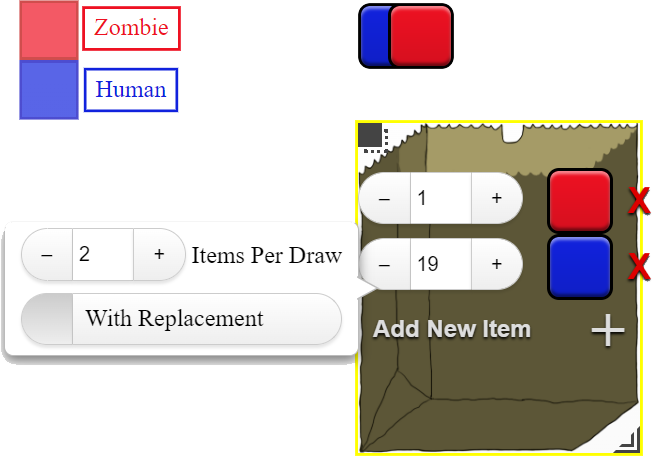 Zombie
Human
– 1 +
– 2 + Items Per Draw
– 19 +
With Replacement
Add New Item +
X
X